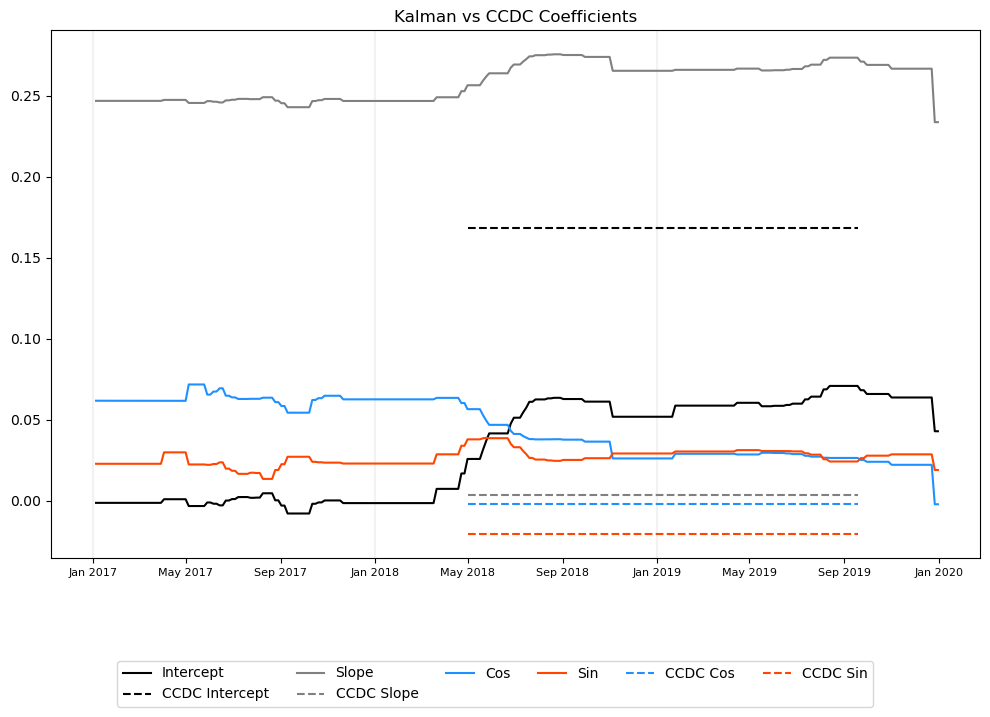 Kalman vs CCDC Coefficients
0.25
0.20
0.15
0.10
0.05
0.00
Jan 2017 May 2017 Sep 2017 Jan 2018 May 2018 Sep 2018 Jan 2019 May 2019 Sep 2019 Jan 2020
Intercept Slope Cos Sin CCDC Cos CCDC Sin
CCDC Intercept CCDC Slope